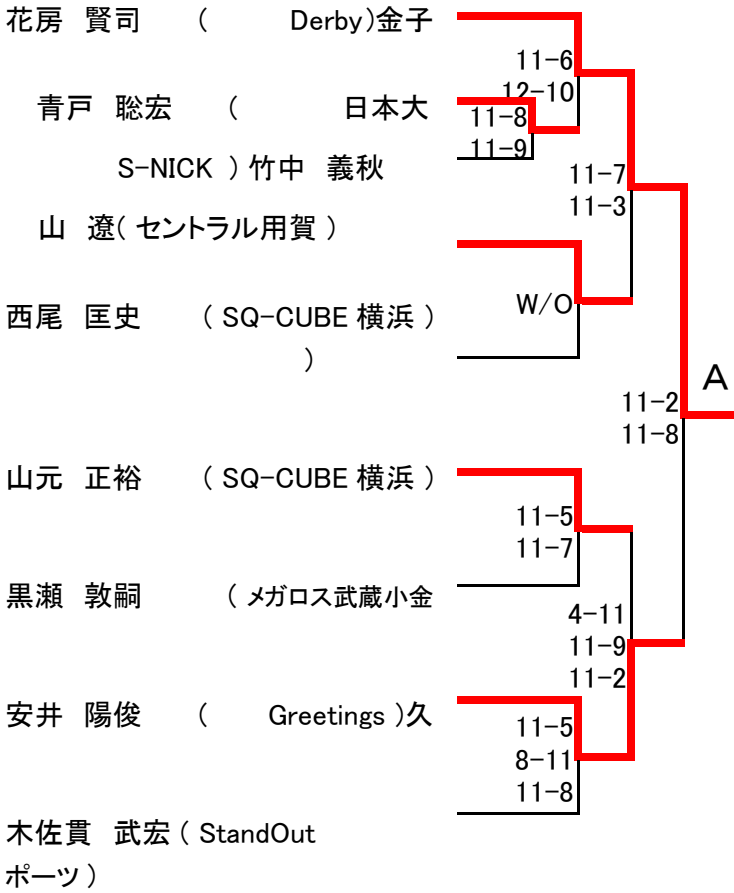 花房 賢司 ( Derby)金子
11-6
12-10
青戸 聡宏 ( 日本大
11-8
11-9
S-NICK ) 竹中 義秋
11-7
11-3
山 遼( セントラル用賀 )
W/O
西尾 匡史 ( SQ-CUBE 横浜 )
)
A
11-2
11-8
山元 正裕 ( SQ-CUBE 横浜 )
11-5
11-7
黒瀬 敦嗣 ( メガロス武蔵小金
4-11
11-9
11-2
安井 陽俊 ( Greetings )久
11-5
8-11
11-8
木佐貫 武宏 ( StandOut
ポーツ )